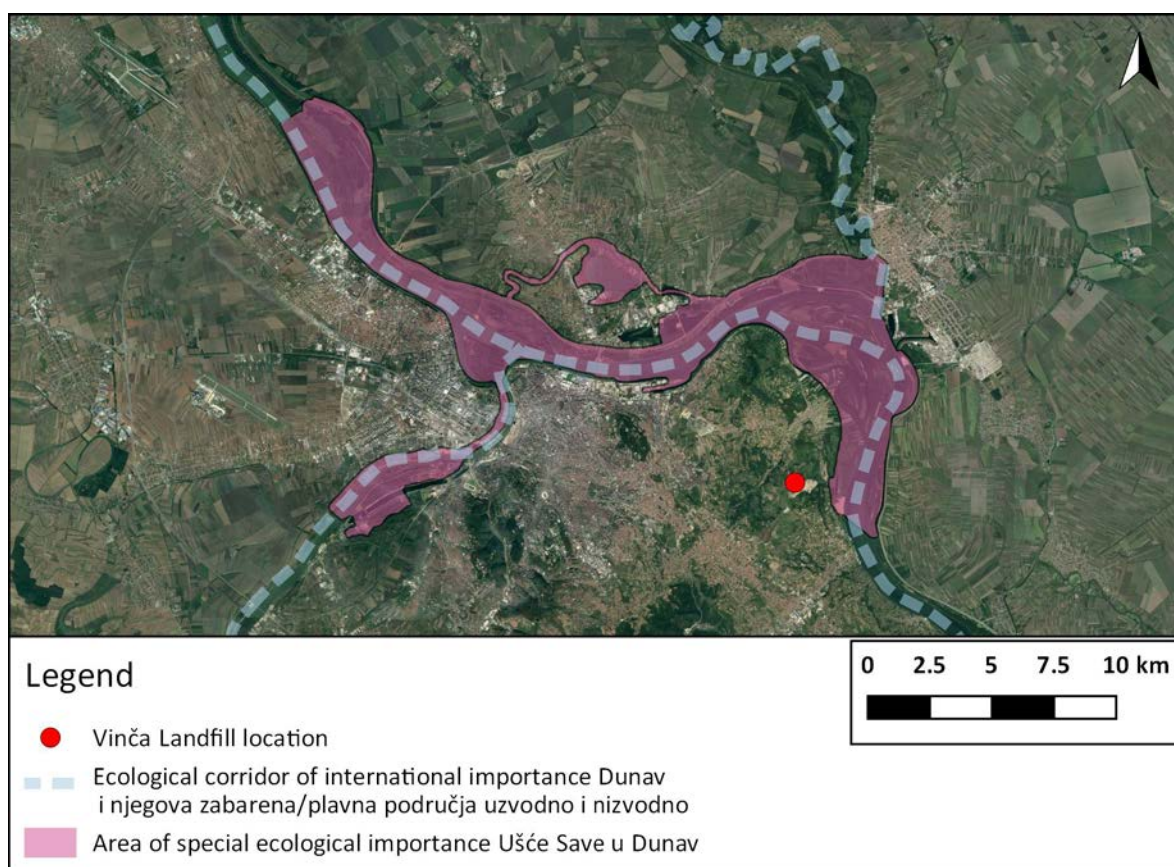 Legend
0 2.5 5 7.5 10 km
Vinča Landfill location
Ecological corridor of international importance Dunav
i njegova zabarena/plavna područja uzvodno i nizvodno
Area of special ecological importance Ušće Save u Dunav